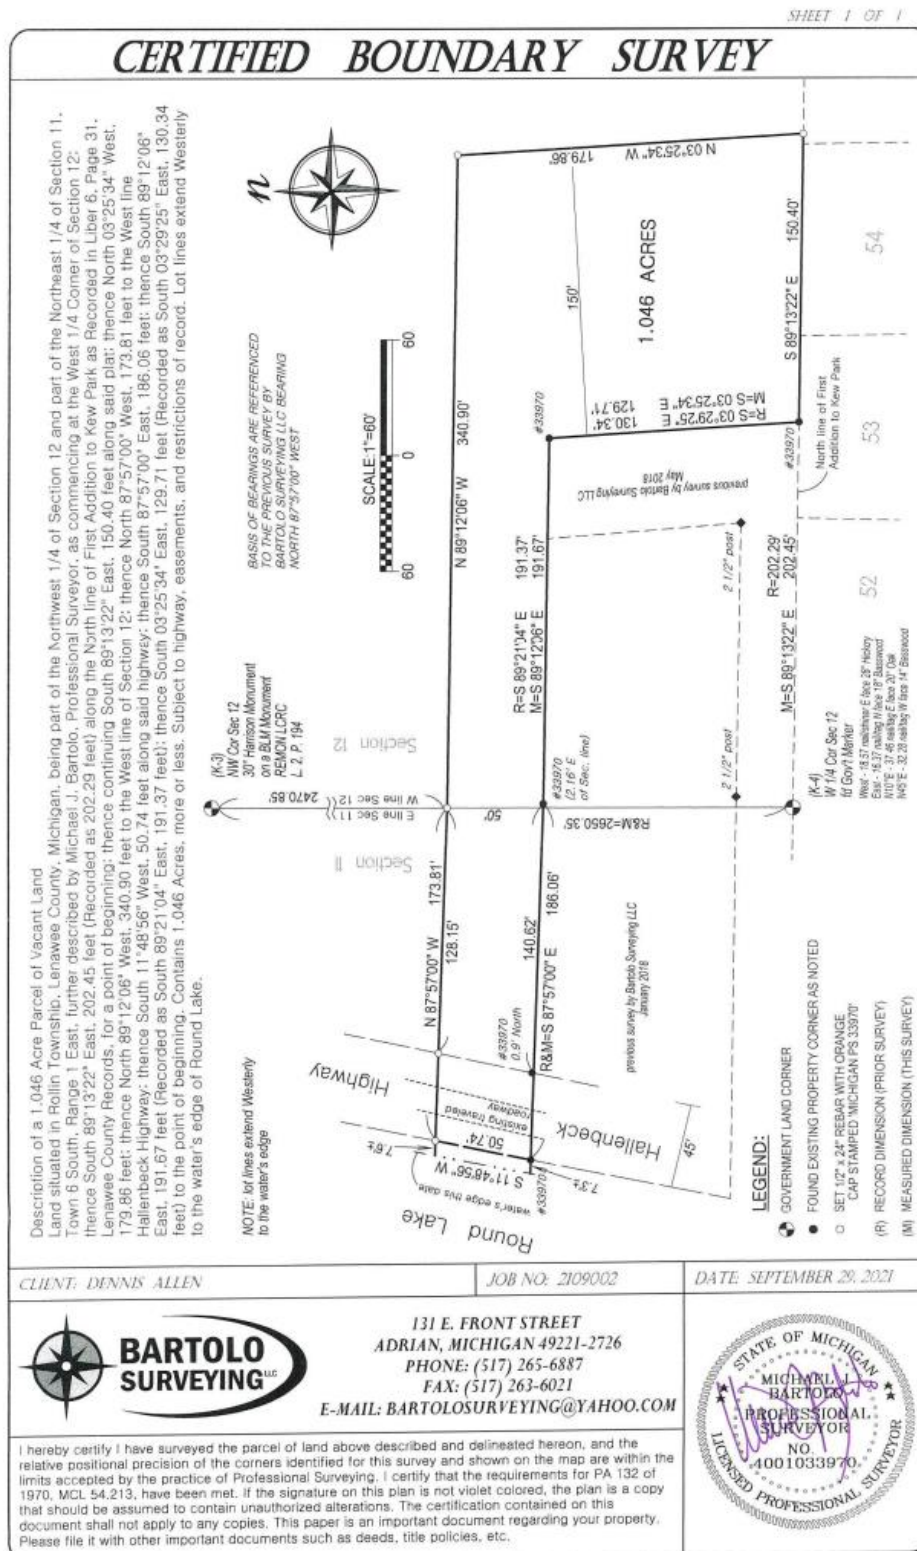 SHEET 1 OF 1
CERTIFIED BOUNDARY SURVEY
Description of a 1.046 Acre Parcel of Vacant Land
Land situated in Rollin Township, Lenawee County, Michigan, being part of the Northwest 1/4 of Section 12 and part of the Northeast 1/4 of Section 11,
Town 6 South, Range 1 East, further described by Michael J. Bartolo, Professional Surveyor, as commencing at the West 1/4 Corner of Section 12;
thence South 89°13'22" East, 202.45 feet (Recorded as 202.29 feet) along the North line of First Addition to Kew Park as Recorded in Liber 6, Page 31,
Lenawee County Records, for a point of beginning; thence continuing South 89°13'22" East, 150.40 feet along said plat; thence North 03°25'34" West,
179.86 feet; thence North 89°12'06" West, 340.90 feet to the West line of Section 12; thence North 87°57'00" West, 173.81 feet to the West line
Hallenbeck Highway; thence South 11°48'56" West, 50.74 feet along said highway; thence South 87°57'00" East, 186.06 feet; thence South 89°12'06"
East, 191.67 feet (Recorded as South 89°21'04" East, 191.37 feet); thence South 03°25'34" East, 129.71 feet (Recorded as South 03°29'25" East, 130.34
feet) to the point of beginning. Contains 1.046 Acres, more or less. Subject to highway, easements, and restrictions of record. Lot lines extend Westerly
to the water's edge of Round Lake.
NOTE: lot lines extend Westerly
to the water's edge
(K-3)
NW Cor Sec 12
30" Harrison Monument
on a BLM Monument
REMON LCRC
L. 2, P. 194
BASIS OF BEARINGS ARE REFERENCED
TO THE PREVIOUS SURVEY BY
BARTOLO SURVEYING LLC BEARING
NORTH 87°57'00" WEST
n
SCALE:1"=60'
60 0 60
Section 11
Section 12
E line Sec 11
W line Sec 12
2470.85'
N 87°57'00" W 173.81'
128.15'
N 89°12'06" W 340.90'
N 03°25'34" W 179.86'
150'
1.046 ACRES
Highway
Hallenbeck
existing traveled
roadway
7.6'±
50.74'
S 11°48'56" W
water's edge this date
Round Lake
#33970
7.3'±
45'
#33970
0.9' North
140.62'
R&M=S 87°57'00" E 186.06'
50'
#33970
(2.16' E
of Sec. line)
R&M=2650.35'
R=S 89°21'04" E 191.37'
M=S 89°12'06" E 191.67'
#33970
R=S 03°29'25" E 130.34'
M=S 03°25'34" E 129.71'
S 89°13'22" E 150.40'
previous survey by Bartolo Surveying LLC
May 2018
previous survey by Bartolo Surveying LLC
January 2018
2 1/2" post
2 1/2" post
R=202.29'
M=S 89°13'22" E 202.45'
#33970
North line of First
Addition to Kew Park
52
53
54
(K-4)
W 1/4 Cor Sec 12
fd Gov't Marker
LEGEND:
GOVERNMENT LAND CORNER
FOUND EXISTING PROPERTY CORNER AS NOTED
SET 1/2" x 24" REBAR WITH ORANGE
CAP STAMPED "MICHIGAN PS 33970"
(R) RECORD DIMENSION (PRIOR SURVEY)
(M) MEASURED DIMENSION (THIS SURVEY)
CLIENT: DENNIS ALLEN
JOB NO: 2109002
DATE: SEPTEMBER 29, 2021
BARTOLO
SURVEYING LLC
131 E. FRONT STREET
ADRIAN, MICHIGAN 49221-2726
PHONE: (517) 265-6887
FAX: (517) 263-6021
E-MAIL: BARTOLOSURVEYING@YAHOO.COM
I hereby certify I have surveyed the parcel of land above described and delineated hereon, and the
relative positional precision of the corners identified for this survey and shown on the map are within the
limits accepted by the practice of Professional Surveying. I certify that the requirements for PA 132 of
1970, MCL 54.213, have been met. If the signature on this plan is not violet colored, the plan is a copy
that should be assumed to contain unauthorized alterations. The certification contained on this
document shall not apply to any copies. This paper is an important document regarding your property.
Please file it with other important documents such as deeds, title policies, etc.
STATE OF MICHIGAN
MICHAEL J.
BARTOLO
PROFESSIONAL
SURVEYOR
NO.
4001033970
LICENSED PROFESSIONAL SURVEYOR